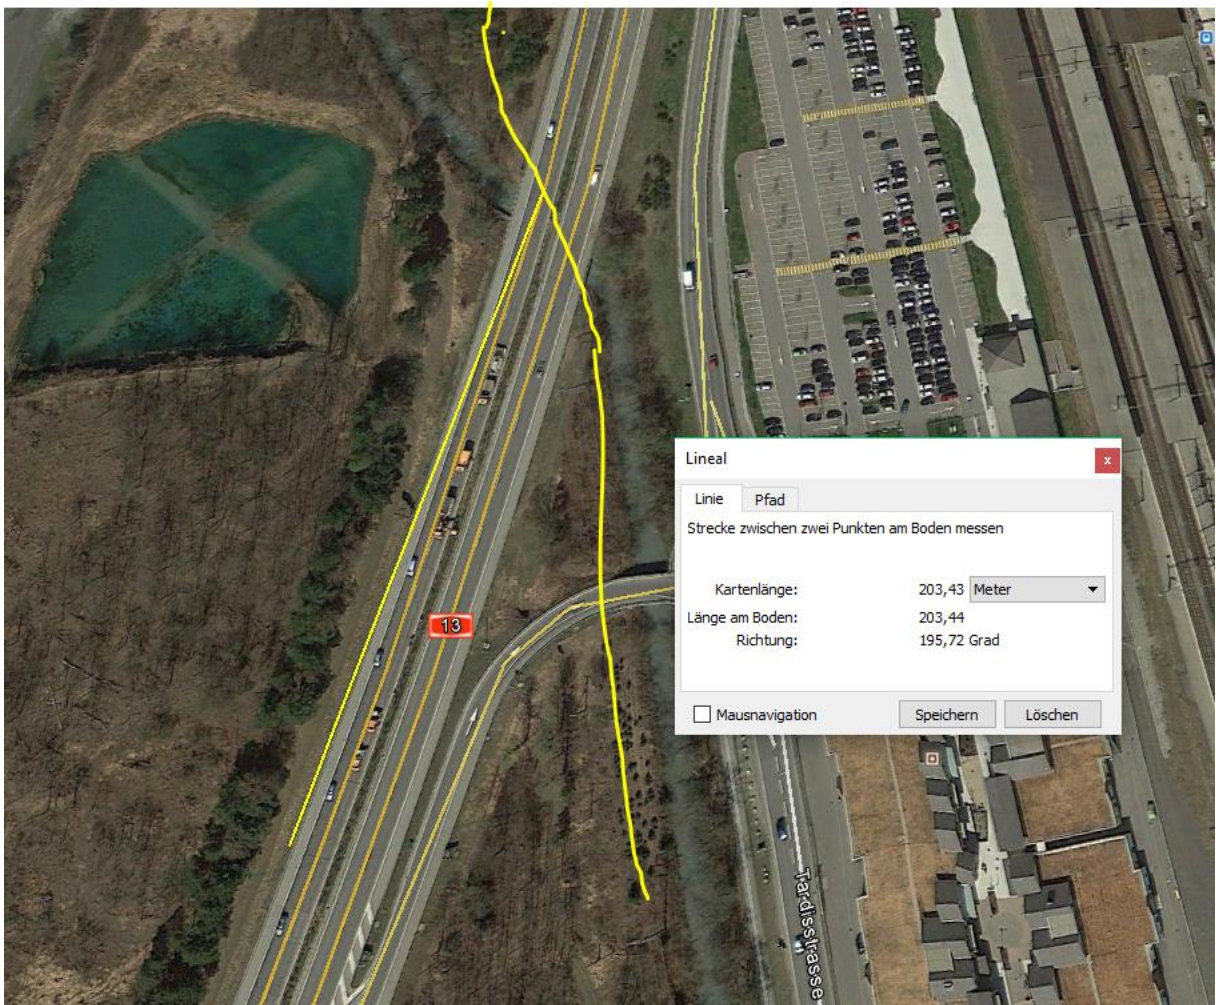 Lineal
x
Linie Pfad
Strecke zwischen zwei Punkten am Boden messen
Kartenlänge: 203,43 Meter
Länge am Boden: 203,44
Richtung: 195,72 Grad
Mausnavigation Speichern Löschen
13
Tardisstrasse